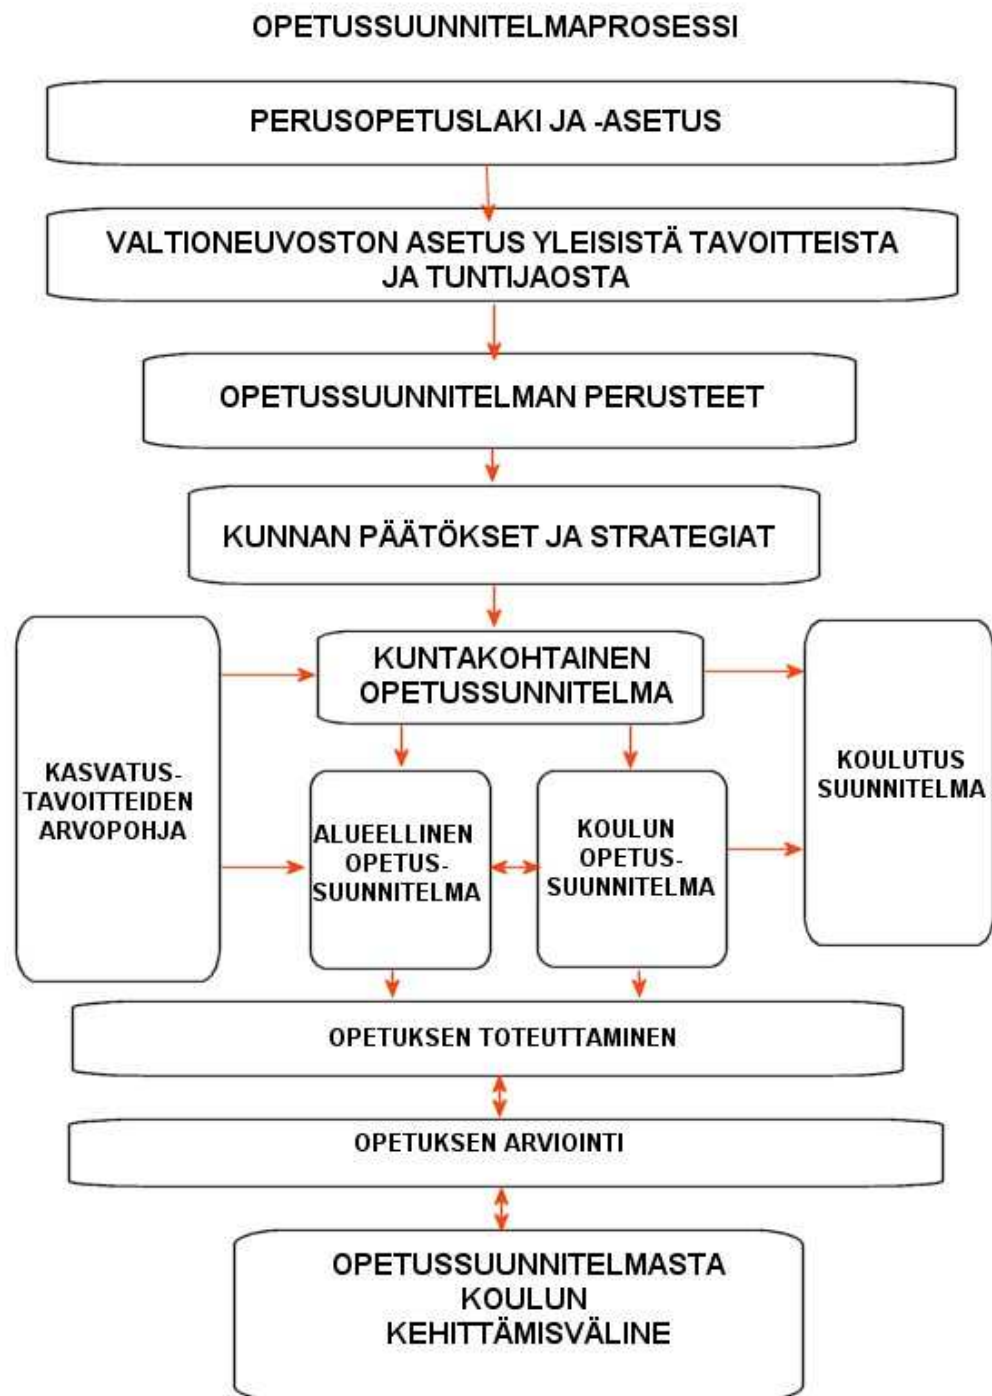 OPETUSSUUNNITELMAPROSESSI
PERUSOPETUSLAKI JA -ASETUS
VALTIONEUVOSTON ASETUS YLEISISTÄ TAVOITTEISTA
JA TUNTIJAOSTA
OPETUSSUUNNITELMAN PERUSTEET
KUNNAN PÄÄTÖKSET JA STRATEGIAT
KUNTAKOHTAINEN
OPETUSSUNNITELMA
KASVATUS-
TAVOITTEIDEN
ARVOPOHJA
ALUEELLINEN
OPETUS-
SUUNNITELMA
KOULUN
OPETUS-
SUUNNITELMA
KOULUTUS
SUUNNITELMA
OPETUKSEN TOTEUTTAMINEN
OPETUKSEN ARVIOINTI
OPETUSSUUNNITELMASTA
KOULUN
KEHITTÄMISVÄLINE